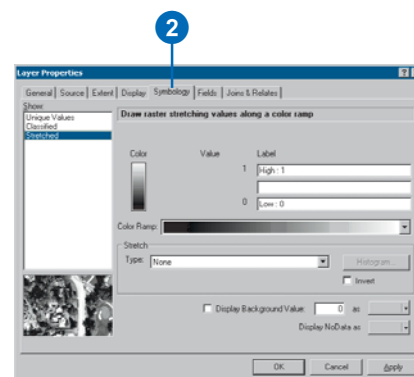 2
Layer Properties
?
General Source Extent Display Symbology Fields Joins & Relates
Show:
Unique Values
Classified
Stretched
Draw raster stretching values along a color ramp
Color Value Label
1 High : 1
0 Low : 0
Color Ramp:
Stretch
Type: None Histogram...
Invert
Display Background Value: 0 as
Display NoData as
OK Cancel Apply